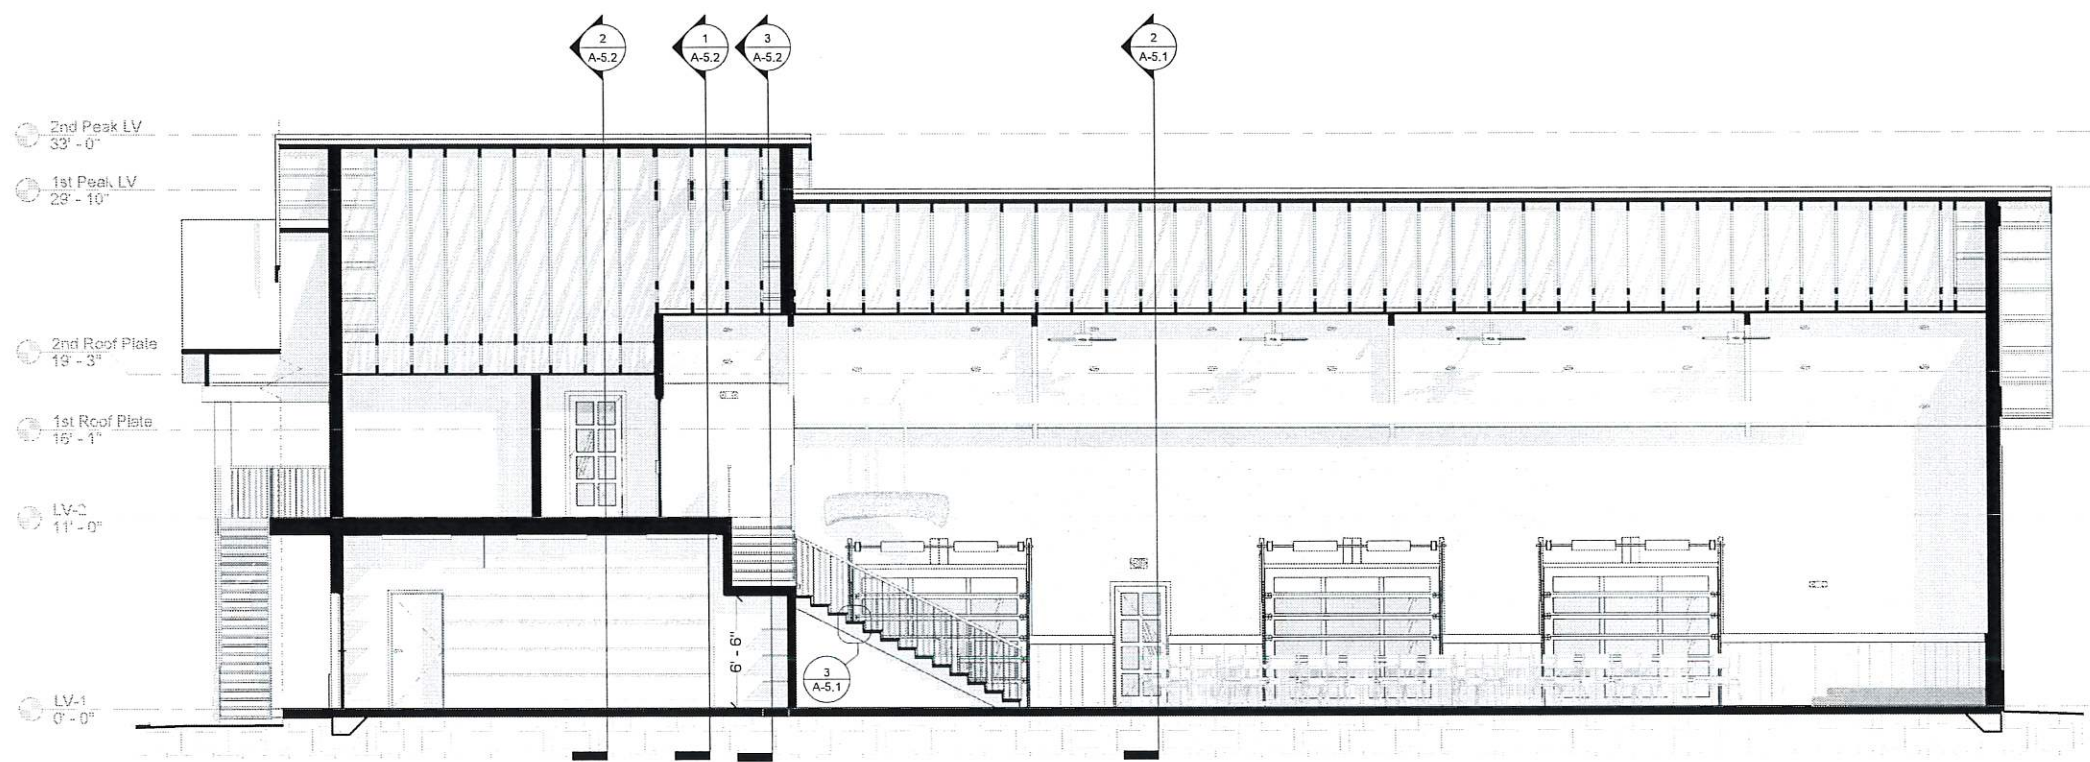 2
A-5.2
1
A-5.2
3
A-5.2
2
A-5.1
2nd Peak LV
33' - 0"
1st Peak LV
29' - 10"
2nd Roof Plate
19' - 3"
1st Roof Plate
16' - 1"
LV-2
11' - 0"
6' - 6"
3
A-5.1
LV-1
0' - 0"